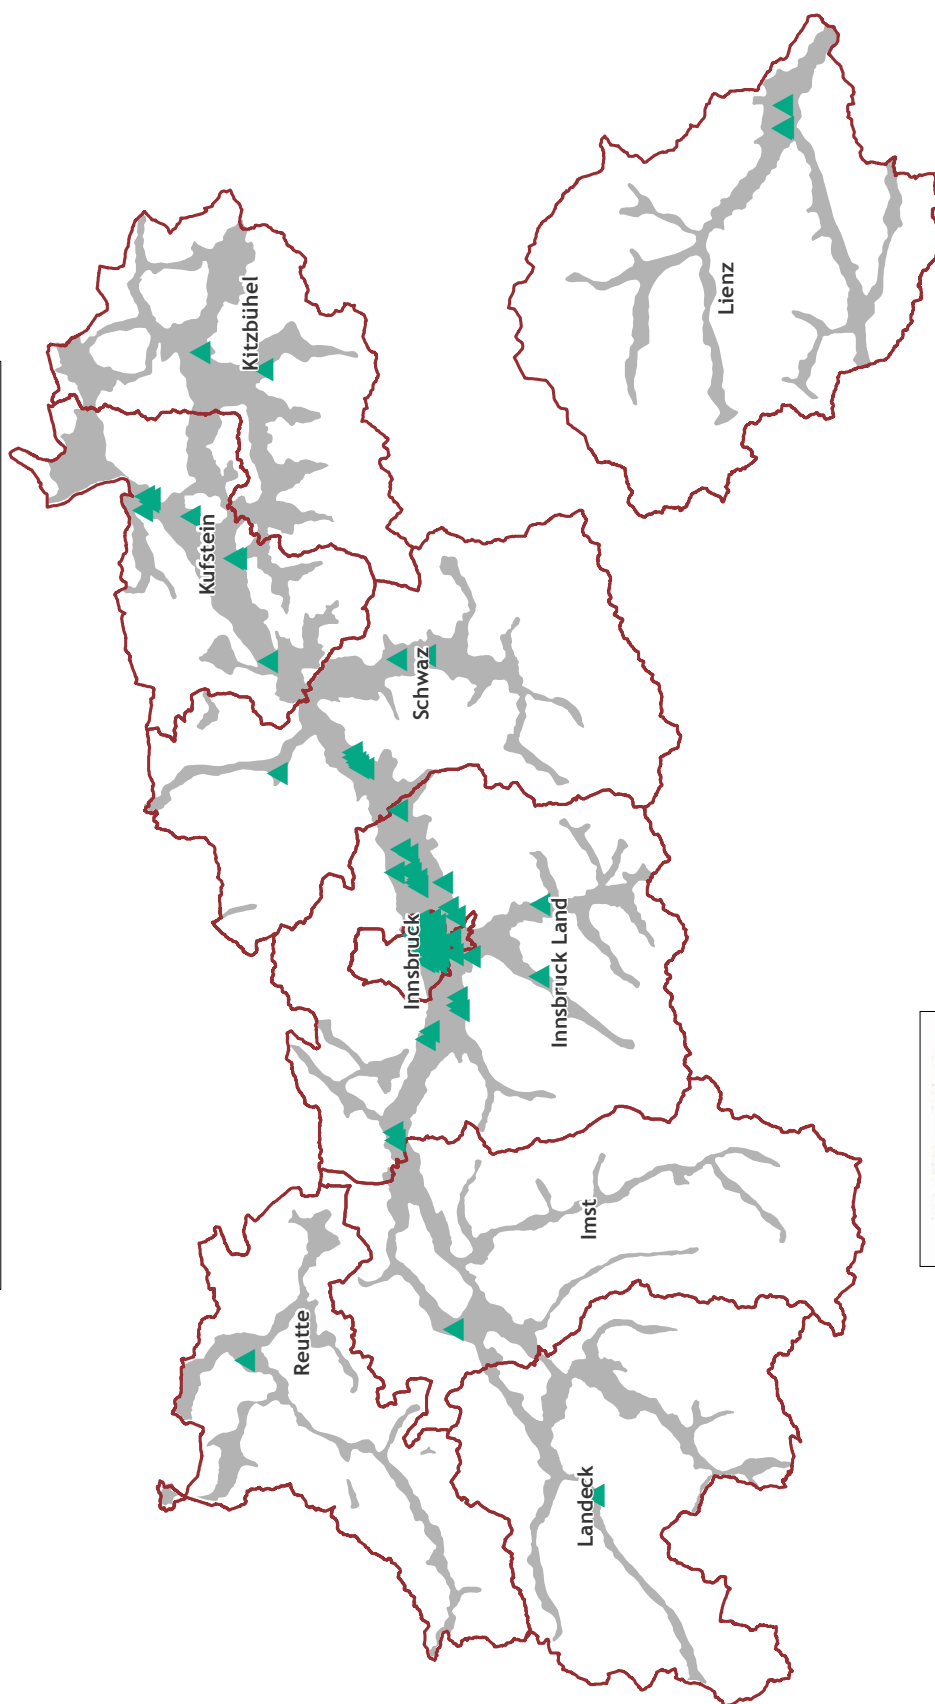 Reutte
Landeck
Imst
Innsbruck
Innsbruck Land
Schwaz
Kufstein
Kitzbühel
Lienz